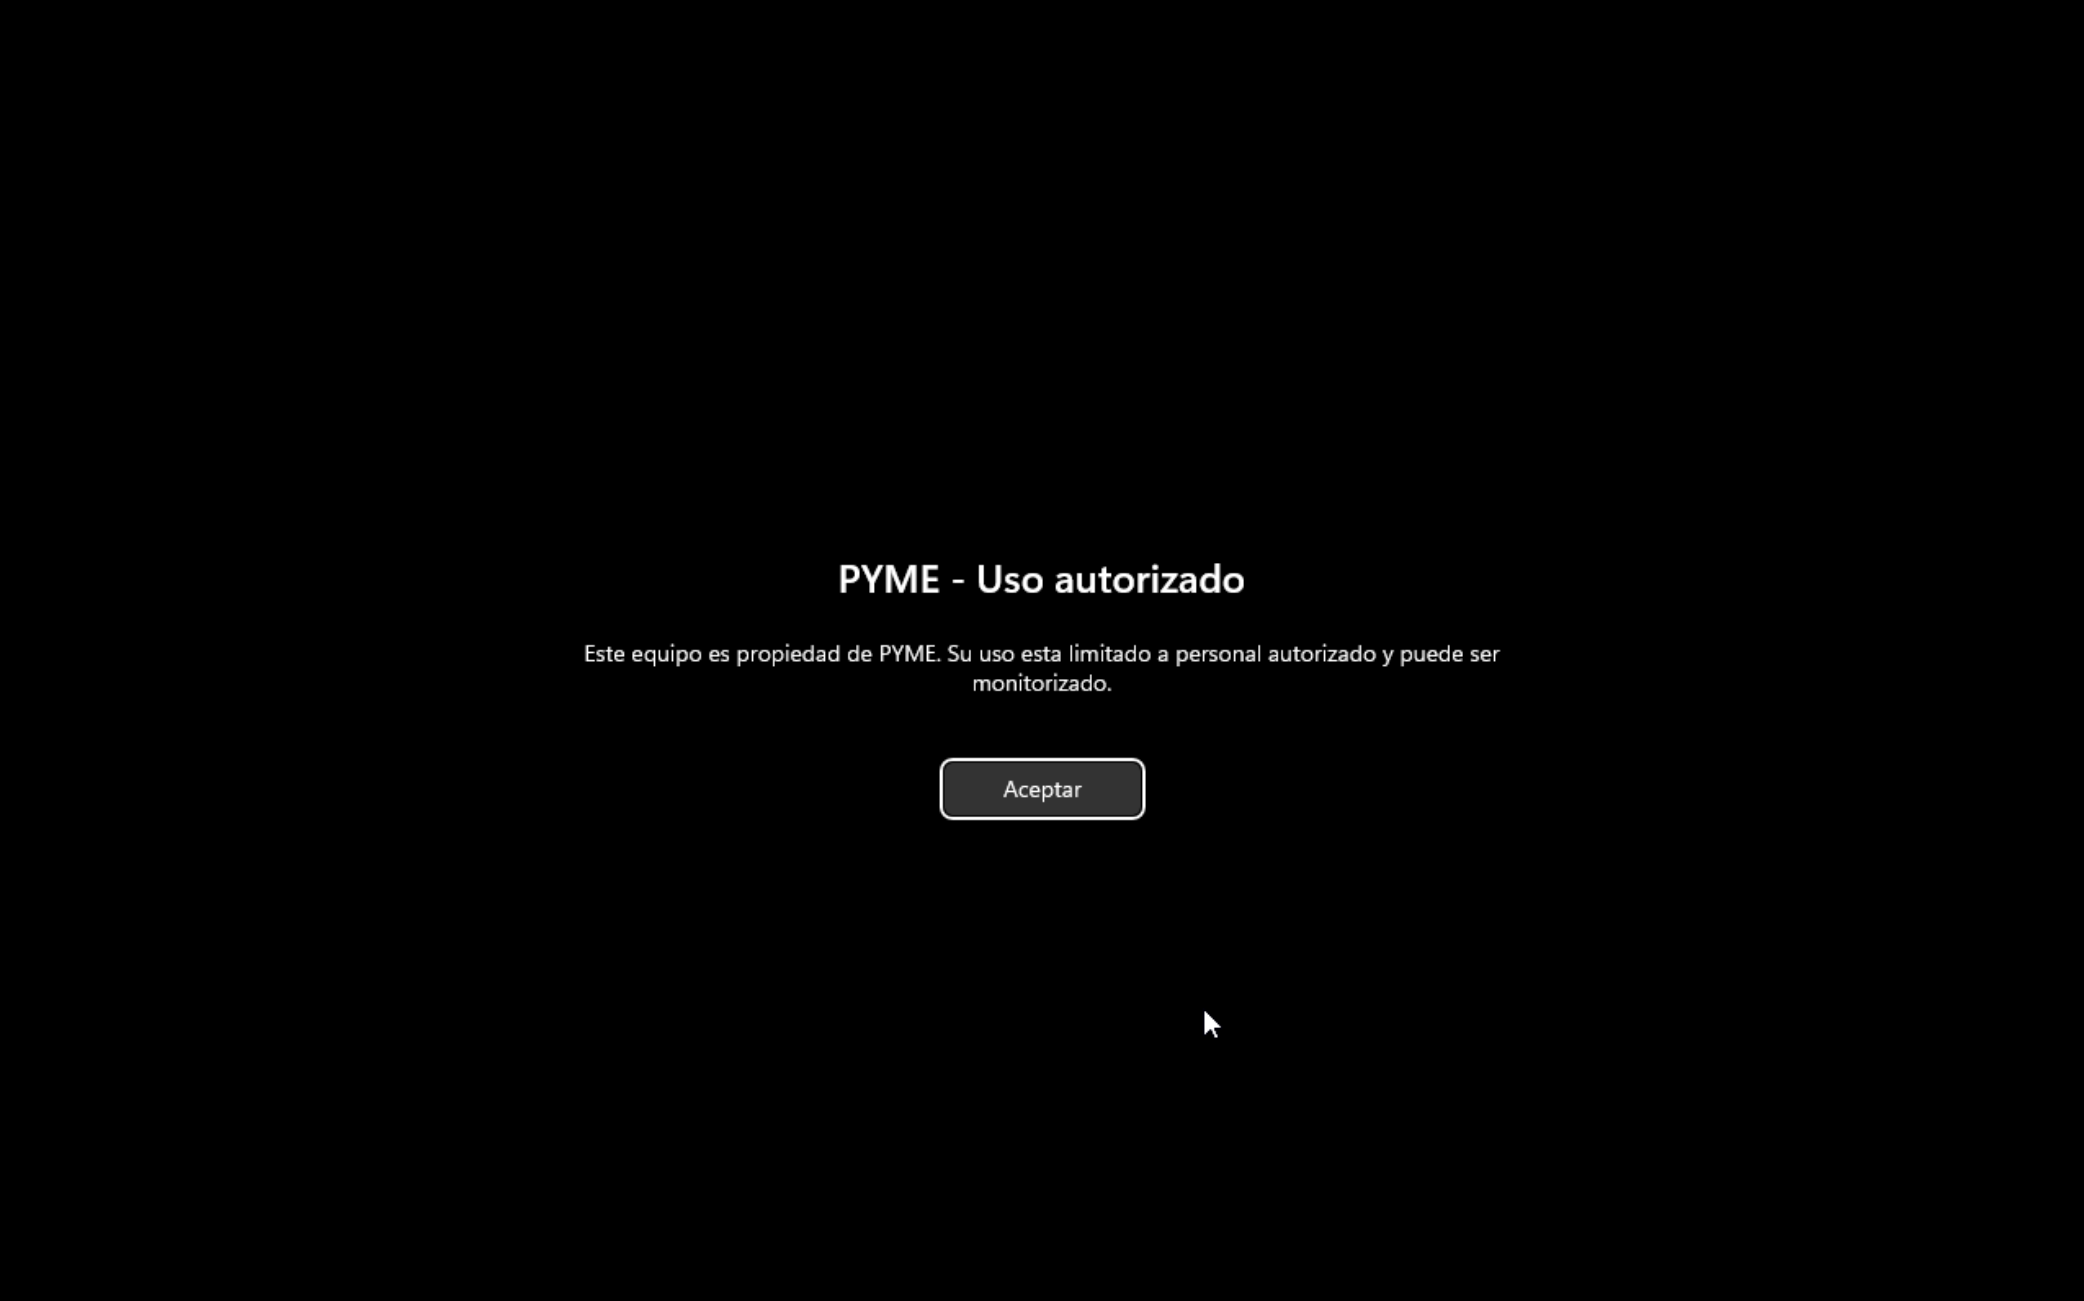 PYME - Uso autorizado
Este equipo es propiedad de PYME. Su uso esta limitado a personal autorizado y puede ser
monitorizado.
Aceptar